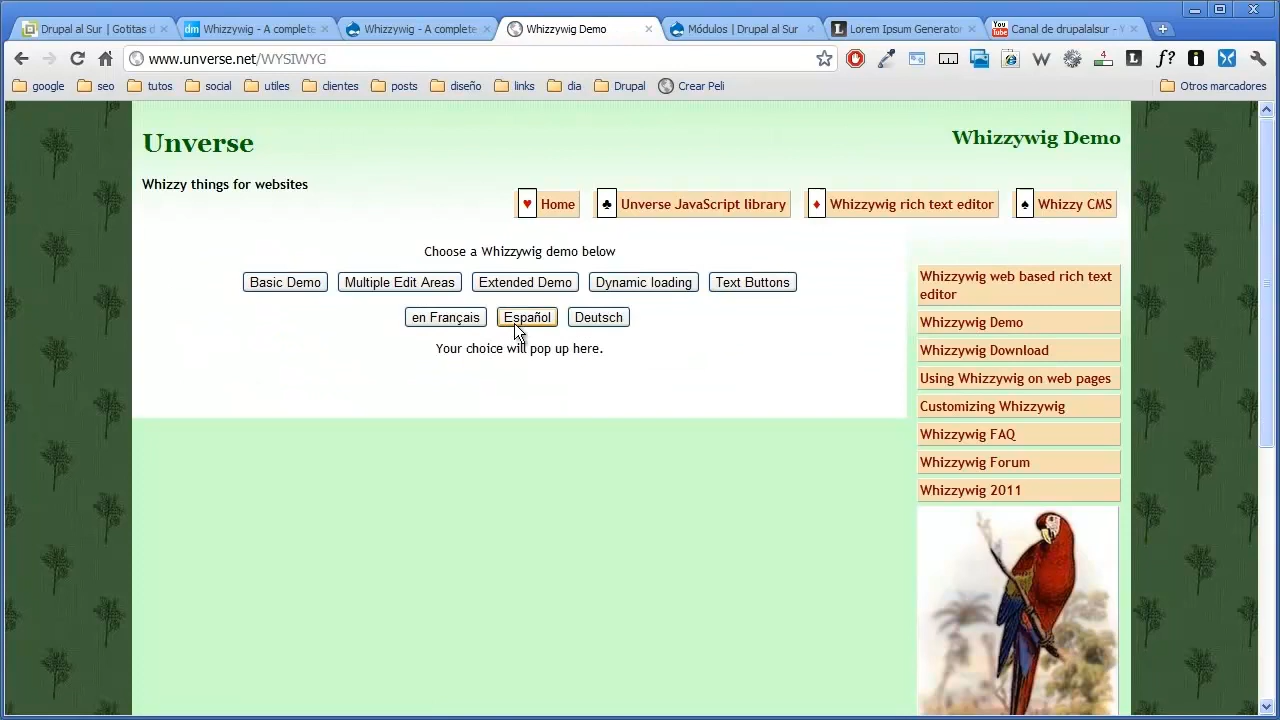 Drupal al Sur | Gotitas d
Whizzywig - A complete
Whizzywig - A complete
Whizzywig Demo
Módulos | Drupal al Sur
Lorem Ipsum Generator
Canal de drupalalsur - Y
www.unverse.net/WYSIWYG
google
seo
tutos
social
utiles
clientes
posts
diseño
links
dia
Drupal
Crear Peli
Otros marcadores
Unverse
Whizzywig Demo
Whizzy things for websites
Home
Unverse JavaScript library
Whizzywig rich text editor
Whizzy CMS
Choose a Whizzywig demo below
Basic Demo
Multiple Edit Areas
Extended Demo
Dynamic loading
Text Buttons
en Français
Español
Deutsch
Your choice will pop up here.
Whizzywig web based rich text
editor
Whizzywig Demo
Whizzywig Download
Using Whizzywig on web pages
Customizing Whizzywig
Whizzywig FAQ
Whizzywig Forum
Whizzywig 2011